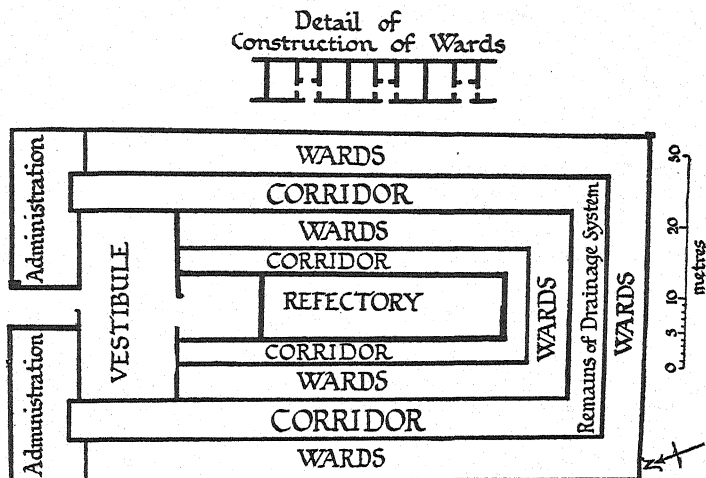 Detail of
Construction of Wards
WARDS
CORRIDOR
WARDS
CORRIDOR
REFECTORY
CORRIDOR
WARDS
CORRIDOR
WARDS
Administration
Administration
VESTIBULE
WARDS
Remains of Drainage System
WARDS
30
20
10
5
0
metres
N